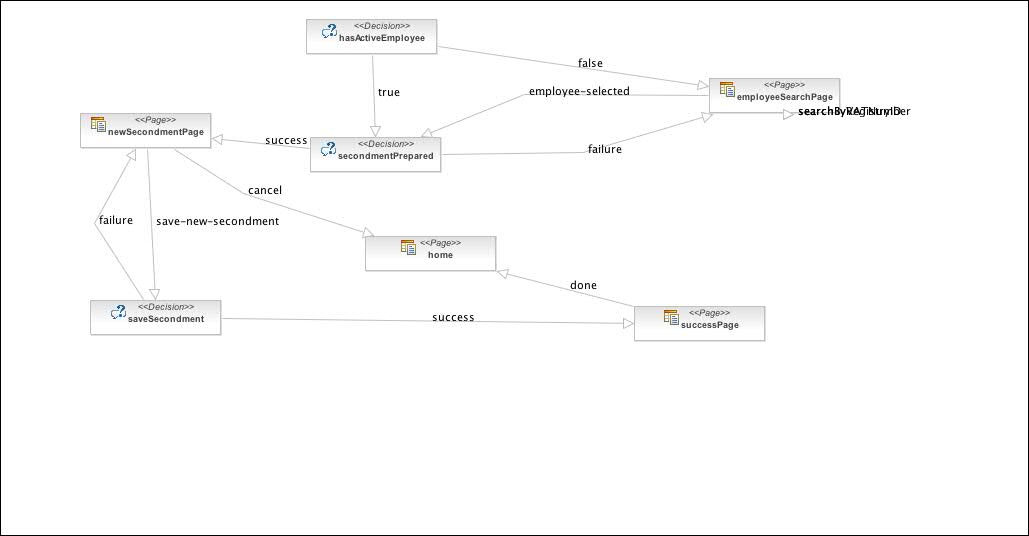 <<Decision>>
hasActiveEmployee
false
<<Page>>
employeeSearchPage
true
employee-selected
<<Page>>
newSecondmentPage
success
<<Decision>>
secondmentPrepared
failure
cancel
failure
save-new-secondment
<<Page>>
home
done
<<Decision>>
saveSecondment
success
<<Page>>
successPage